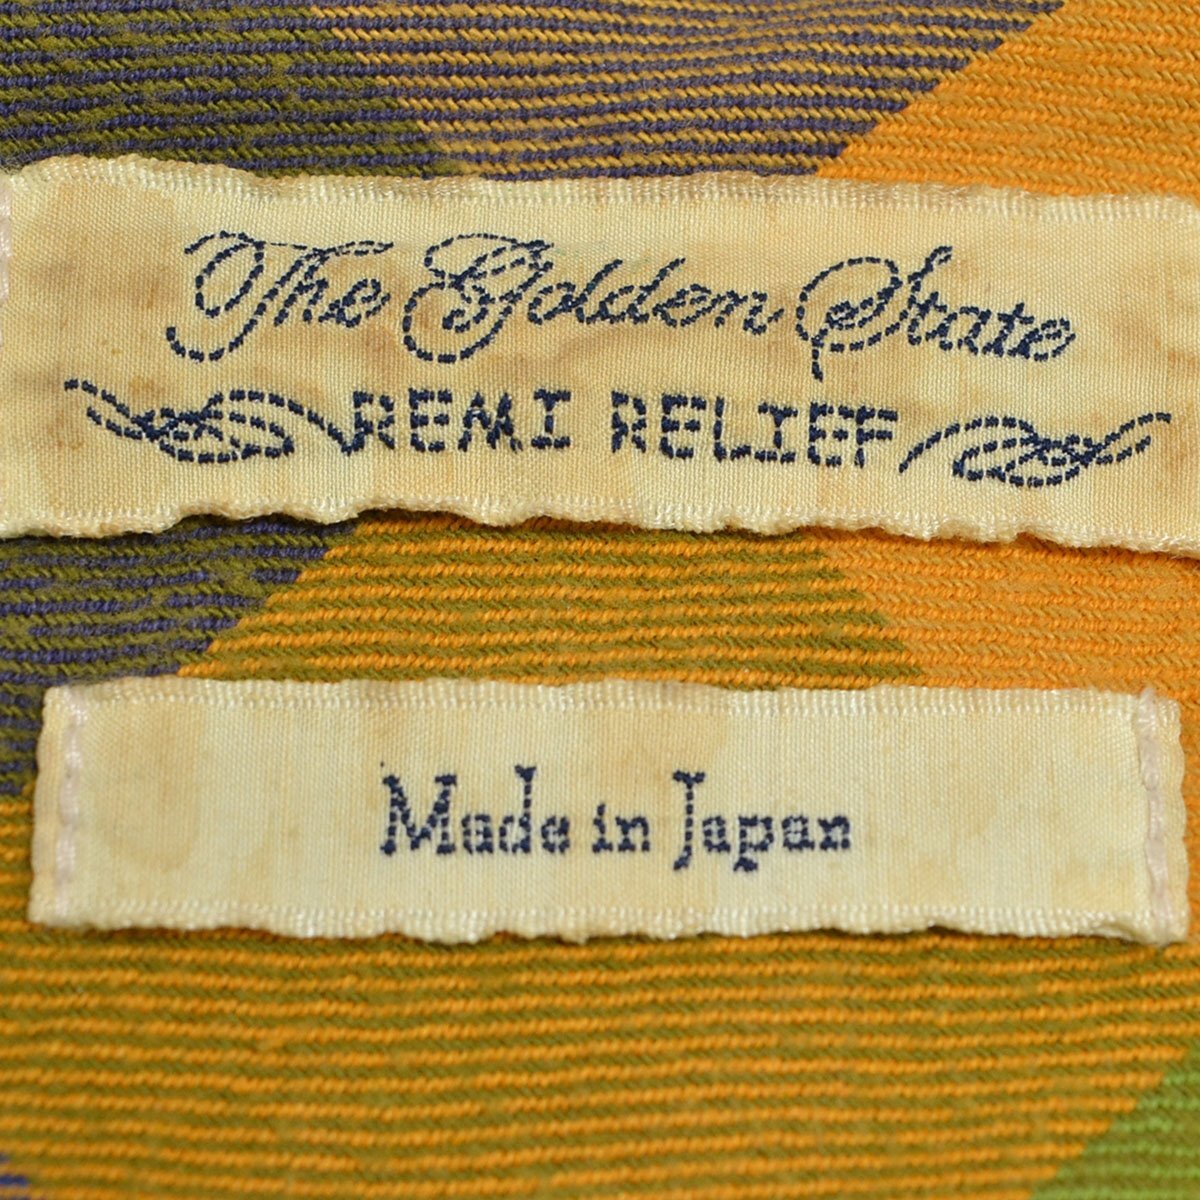 The Golden State
REMI RELIEF
Made in Japan